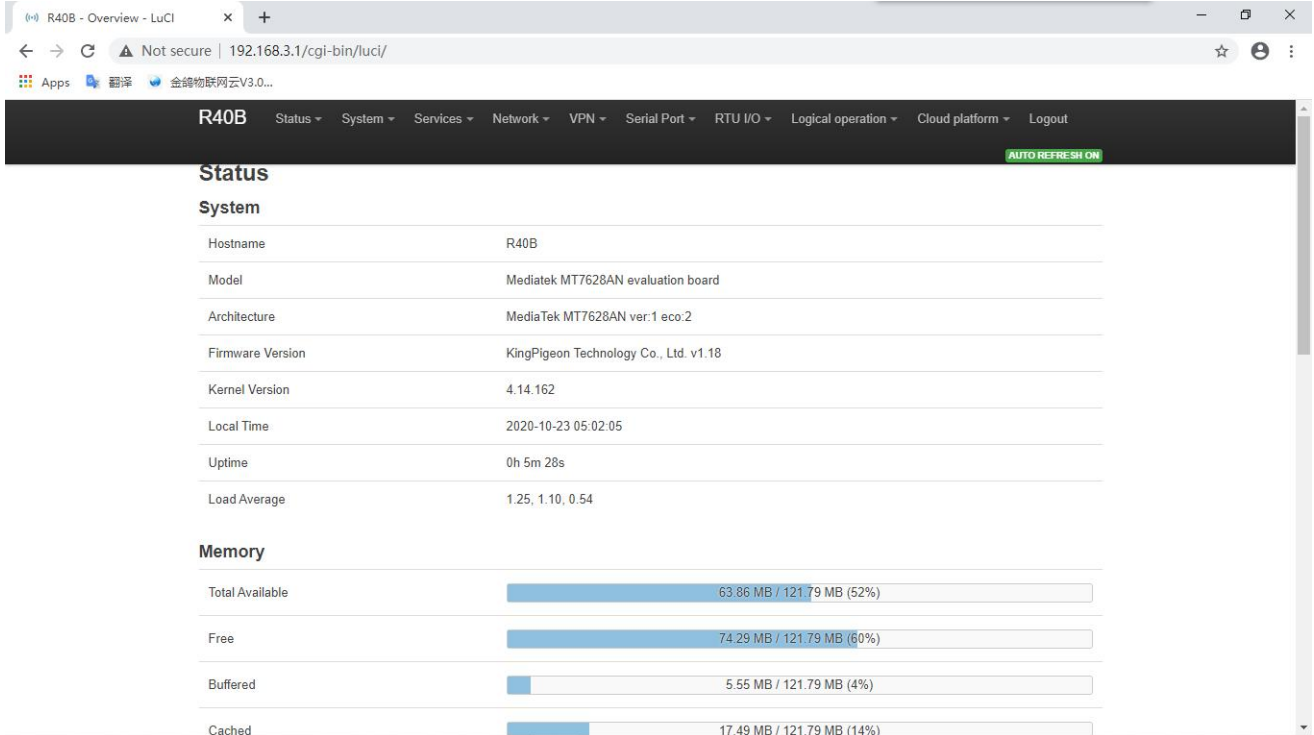 R40B - Overview - LuCI
Not secure | 192.168.3.1/cgi-bin/luci/
Apps 翻译 金鸽物联网云V3.0...
R40B Status System Services Network VPN Serial Port RTU I/O Logical operation Cloud platform Logout
AUTO REFRESH ON
Status
System
Hostname R40B
Model Mediatek MT7628AN evaluation board
Architecture MediaTek MT7628AN ver:1 eco:2
Firmware Version KingPigeon Technology Co., Ltd. v1.18
Kernel Version 4.14.162
Local Time 2020-10-23 05:02:05
Uptime 0h 5m 28s
Load Average 1.25, 1.10, 0.54
Memory
Total Available 63.86 MB / 121.79 MB (52%)
Free 74.29 MB / 121.79 MB (60%)
Buffered 5.55 MB / 121.79 MB (4%)
Cached 17.49 MB / 121.79 MB (14%)